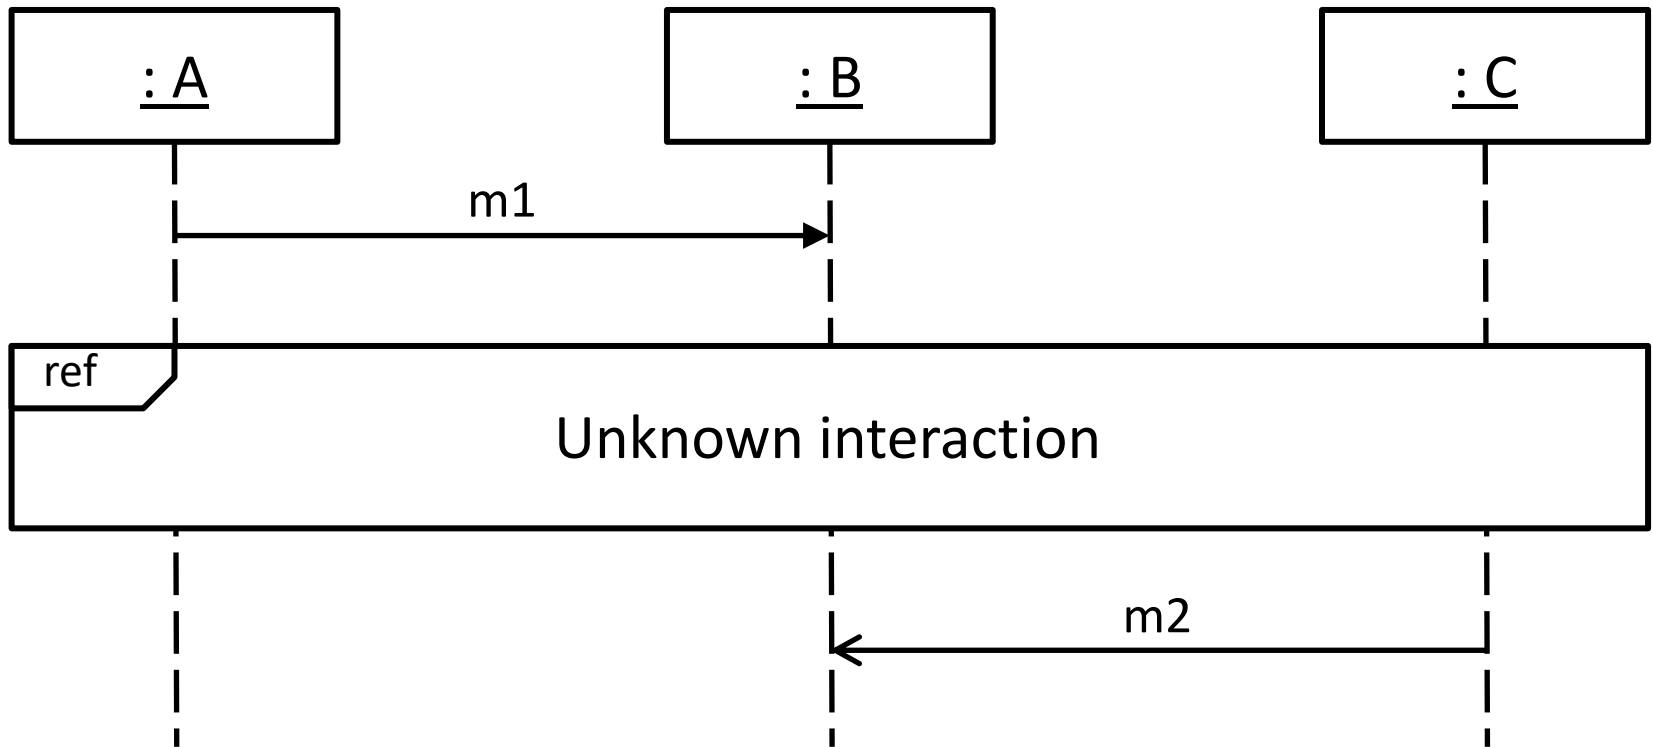 : A
: B
: C
m1
ref
Unknown interaction
m2